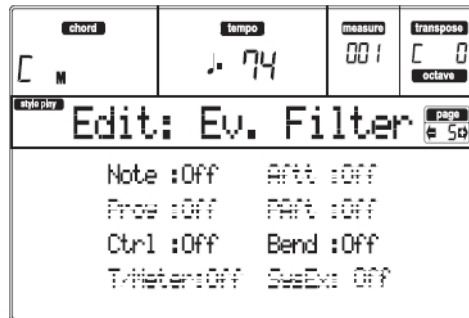 chord tempo measure transpose
C M ♩. 74 001 C 0
octave
style play
Edit: Ev. Filter page 5
Note :Off Aftt :Off
Prog :Off PAft :Off
Ctrl :Off Bend :Off
T/Meter:Off SysEx: Off